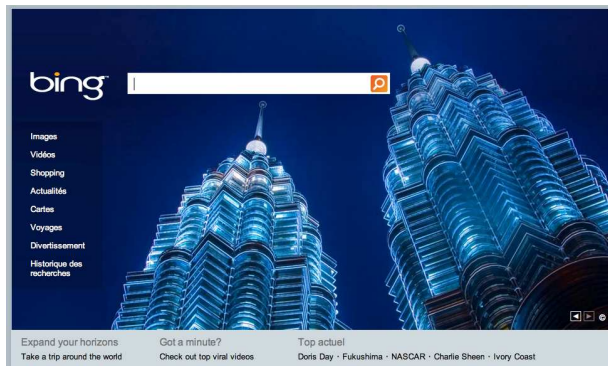 bing™
Images
Vidéos
Shopping
Actualités
Cartes
Voyages
Divertissement
Historique des
recherches
©
Expand your horizons
Got a minute?
Top actuel
Take a trip around the world
Check out top viral videos
Doris Day · Fukushima · NASCAR · Charlie Sheen · Ivory Coast